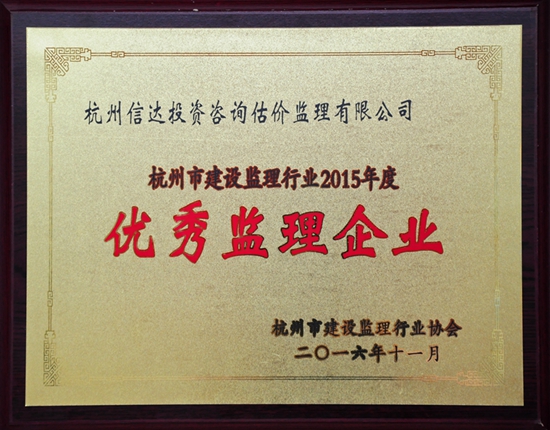 杭州信达投资咨询估价监理有限公司
杭州市建设监理行业2015年度
优秀监理企业
杭州市建设监理行业协会
二〇一六年十一月